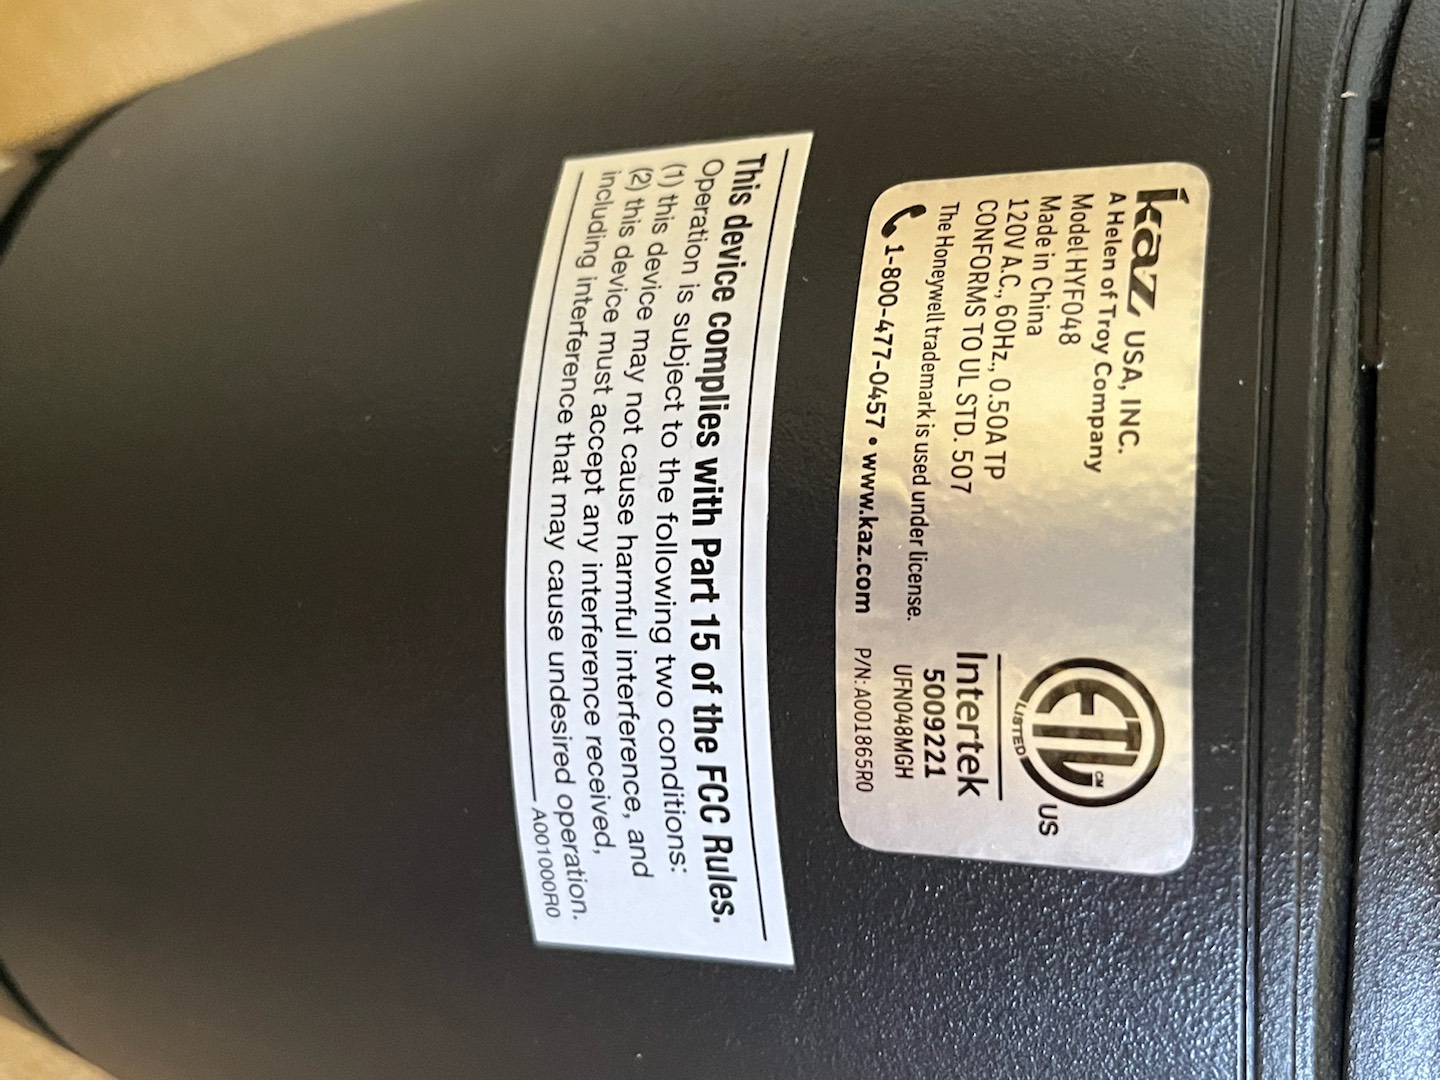 kaz USA, INC.
A Helen of Troy Company
Model HYF048
Made in China
120V A.C., 60Hz., 0.50A TP
CONFORMS TO UL STD. 507
The Honeywell trademark is used under license.
1-800-477-0457 • www.kaz.com
ETL CM
LISTED
US
Intertek
5009221
UFN048MGH
P/N:A001865R0
This device complies with Part 15 of the FCC Rules.
Operation is subject to the following two conditions:
(1) this device may not cause harmful interference, and
(2) this device must accept any interference received,
including interference that may cause undesired operation.
A001000R0